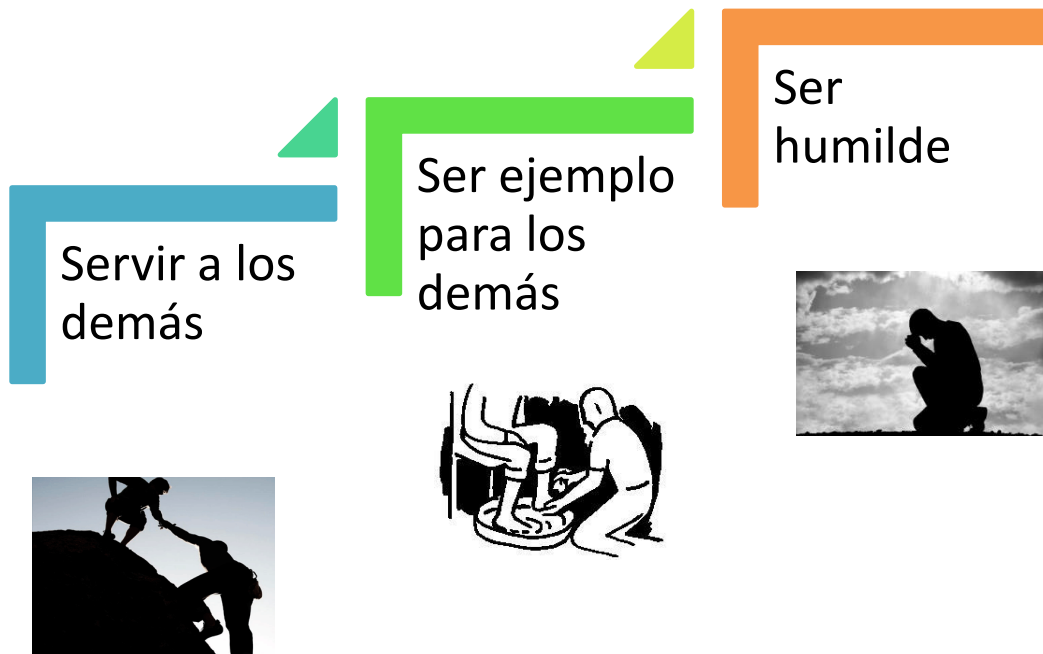 Servir a los
demás
Ser ejemplo
para los
demás
Ser
humilde